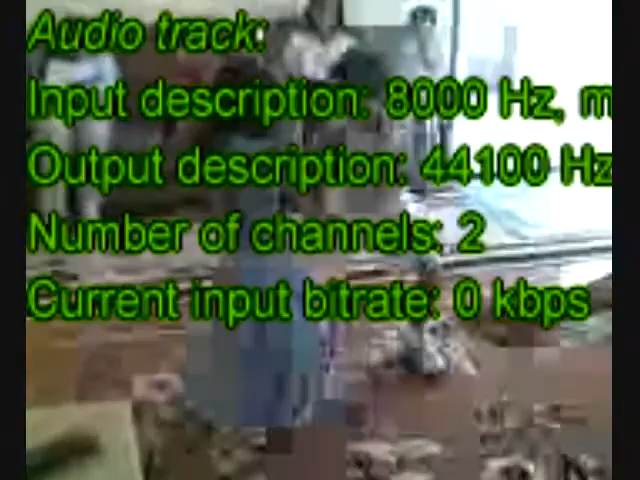 Audio track:
Input description: 8000 Hz, m
Output description: 44100 Hz
Number of channels: 2
Current input bitrate: 0 kbps